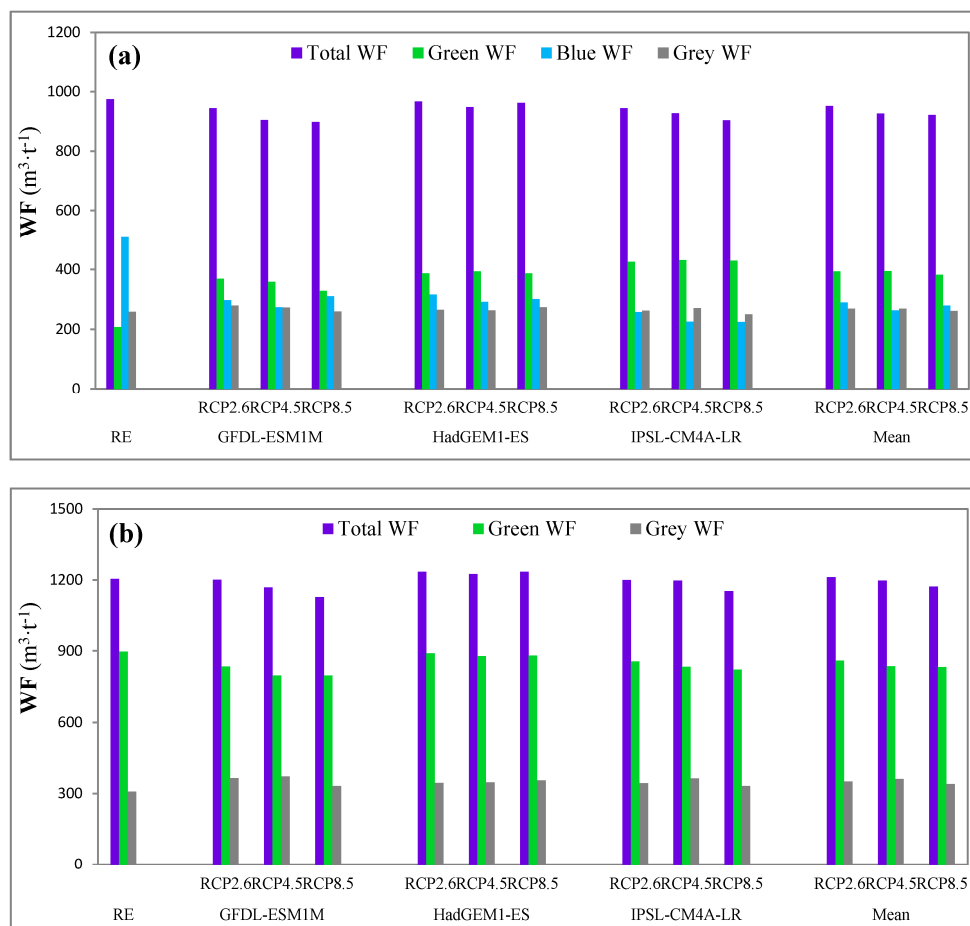 1200
(a)
Total WF Green WF Blue WF Grey WF
1000
800
600
400
200
0
WF (m³·t⁻¹)
RCP2.6RCP4.5RCP8.5 RCP2.6RCP4.5RCP8.5 RCP2.6RCP4.5RCP8.5 RCP2.6RCP4.5RCP8.5
RE GFDL-ESM1M HadGEM1-ES IPSL-CM4A-LR Mean
1500
(b)
Total WF Green WF Grey WF
1200
900
600
300
0
WF (m³·t⁻¹)
RCP2.6RCP4.5RCP8.5 RCP2.6RCP4.5RCP8.5 RCP2.6RCP4.5RCP8.5 RCP2.6RCP4.5RCP8.5
RE GFDL-ESM1M HadGEM1-ES IPSL-CM4A-LR Mean